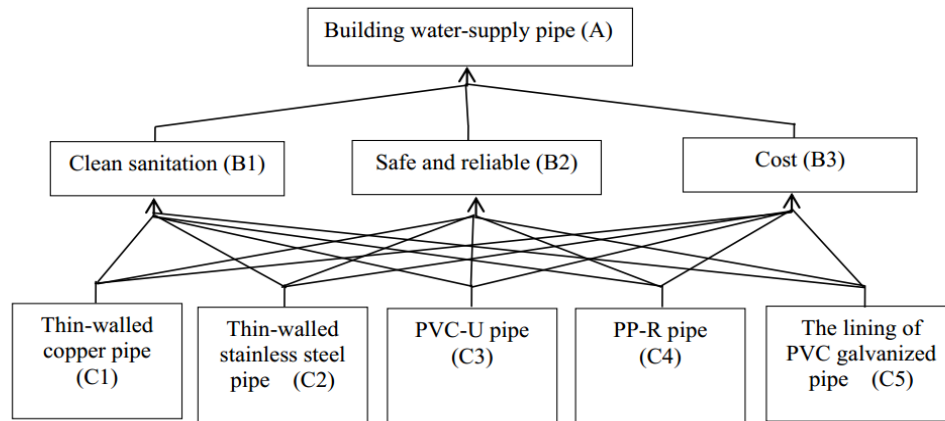 Building water-supply pipe (A)
Clean sanitation (B1)
Safe and reliable (B2)
Cost (B3)
Thin-walled
copper pipe
(C1)
Thin-walled
stainless steel
pipe (C2)
PVC-U pipe
(C3)
PP-R pipe
(C4)
The lining of
PVC galvanized
pipe (C5)